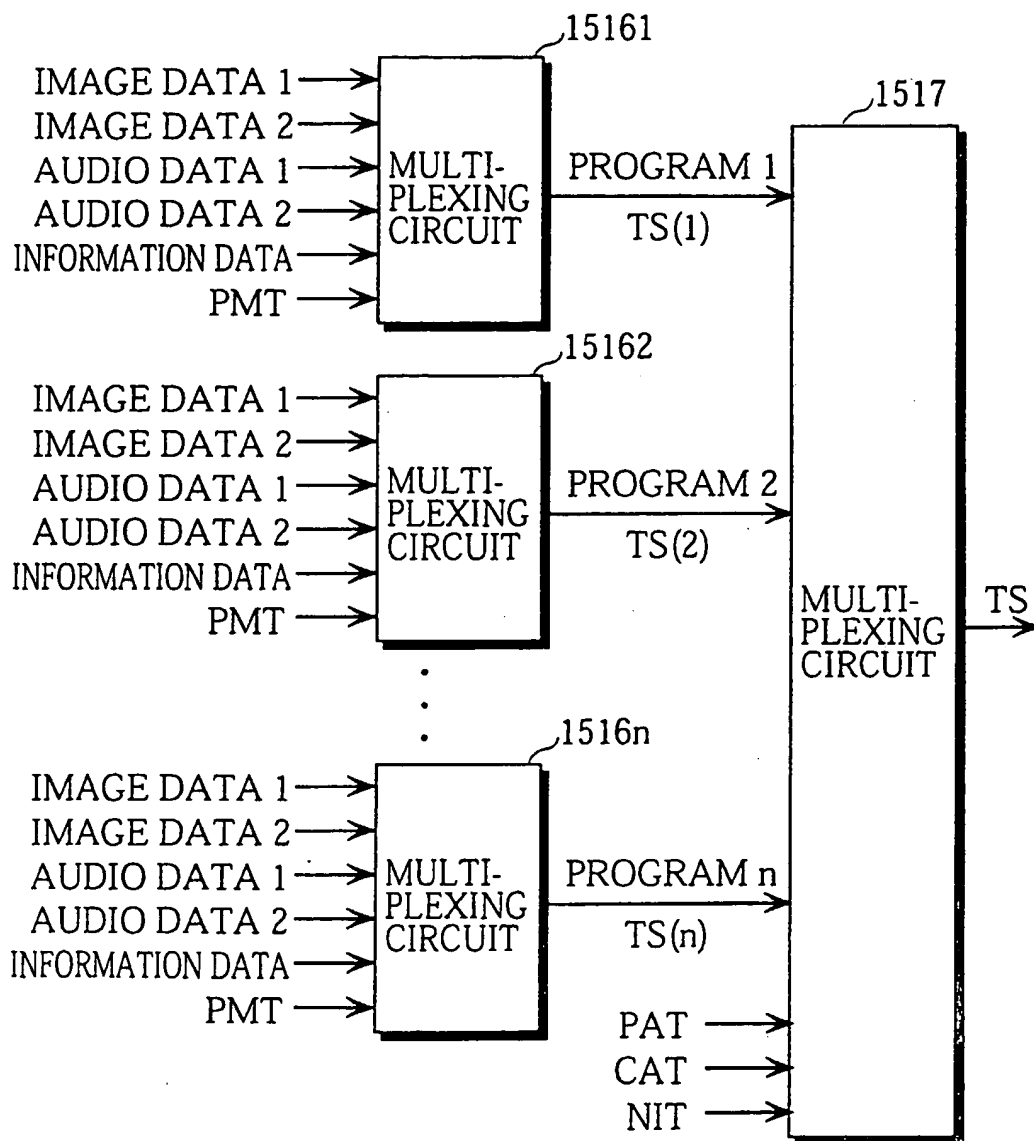 15161
IMAGE DATA 1
IMAGE DATA 2
AUDIO DATA 1
AUDIO DATA 2
INFORMATION DATA
PMT
MULTI-
PLEXING
CIRCUIT
PROGRAM 1
TS(1)
15162
IMAGE DATA 1
IMAGE DATA 2
AUDIO DATA 1
AUDIO DATA 2
INFORMATION DATA
PMT
MULTI-
PLEXING
CIRCUIT
PROGRAM 2
TS(2)
1516n
IMAGE DATA 1
IMAGE DATA 2
AUDIO DATA 1
AUDIO DATA 2
INFORMATION DATA
PMT
MULTI-
PLEXING
CIRCUIT
PROGRAM n
TS(n)
PAT
CAT
NIT
1517
MULTI-
PLEXING
CIRCUIT
TS